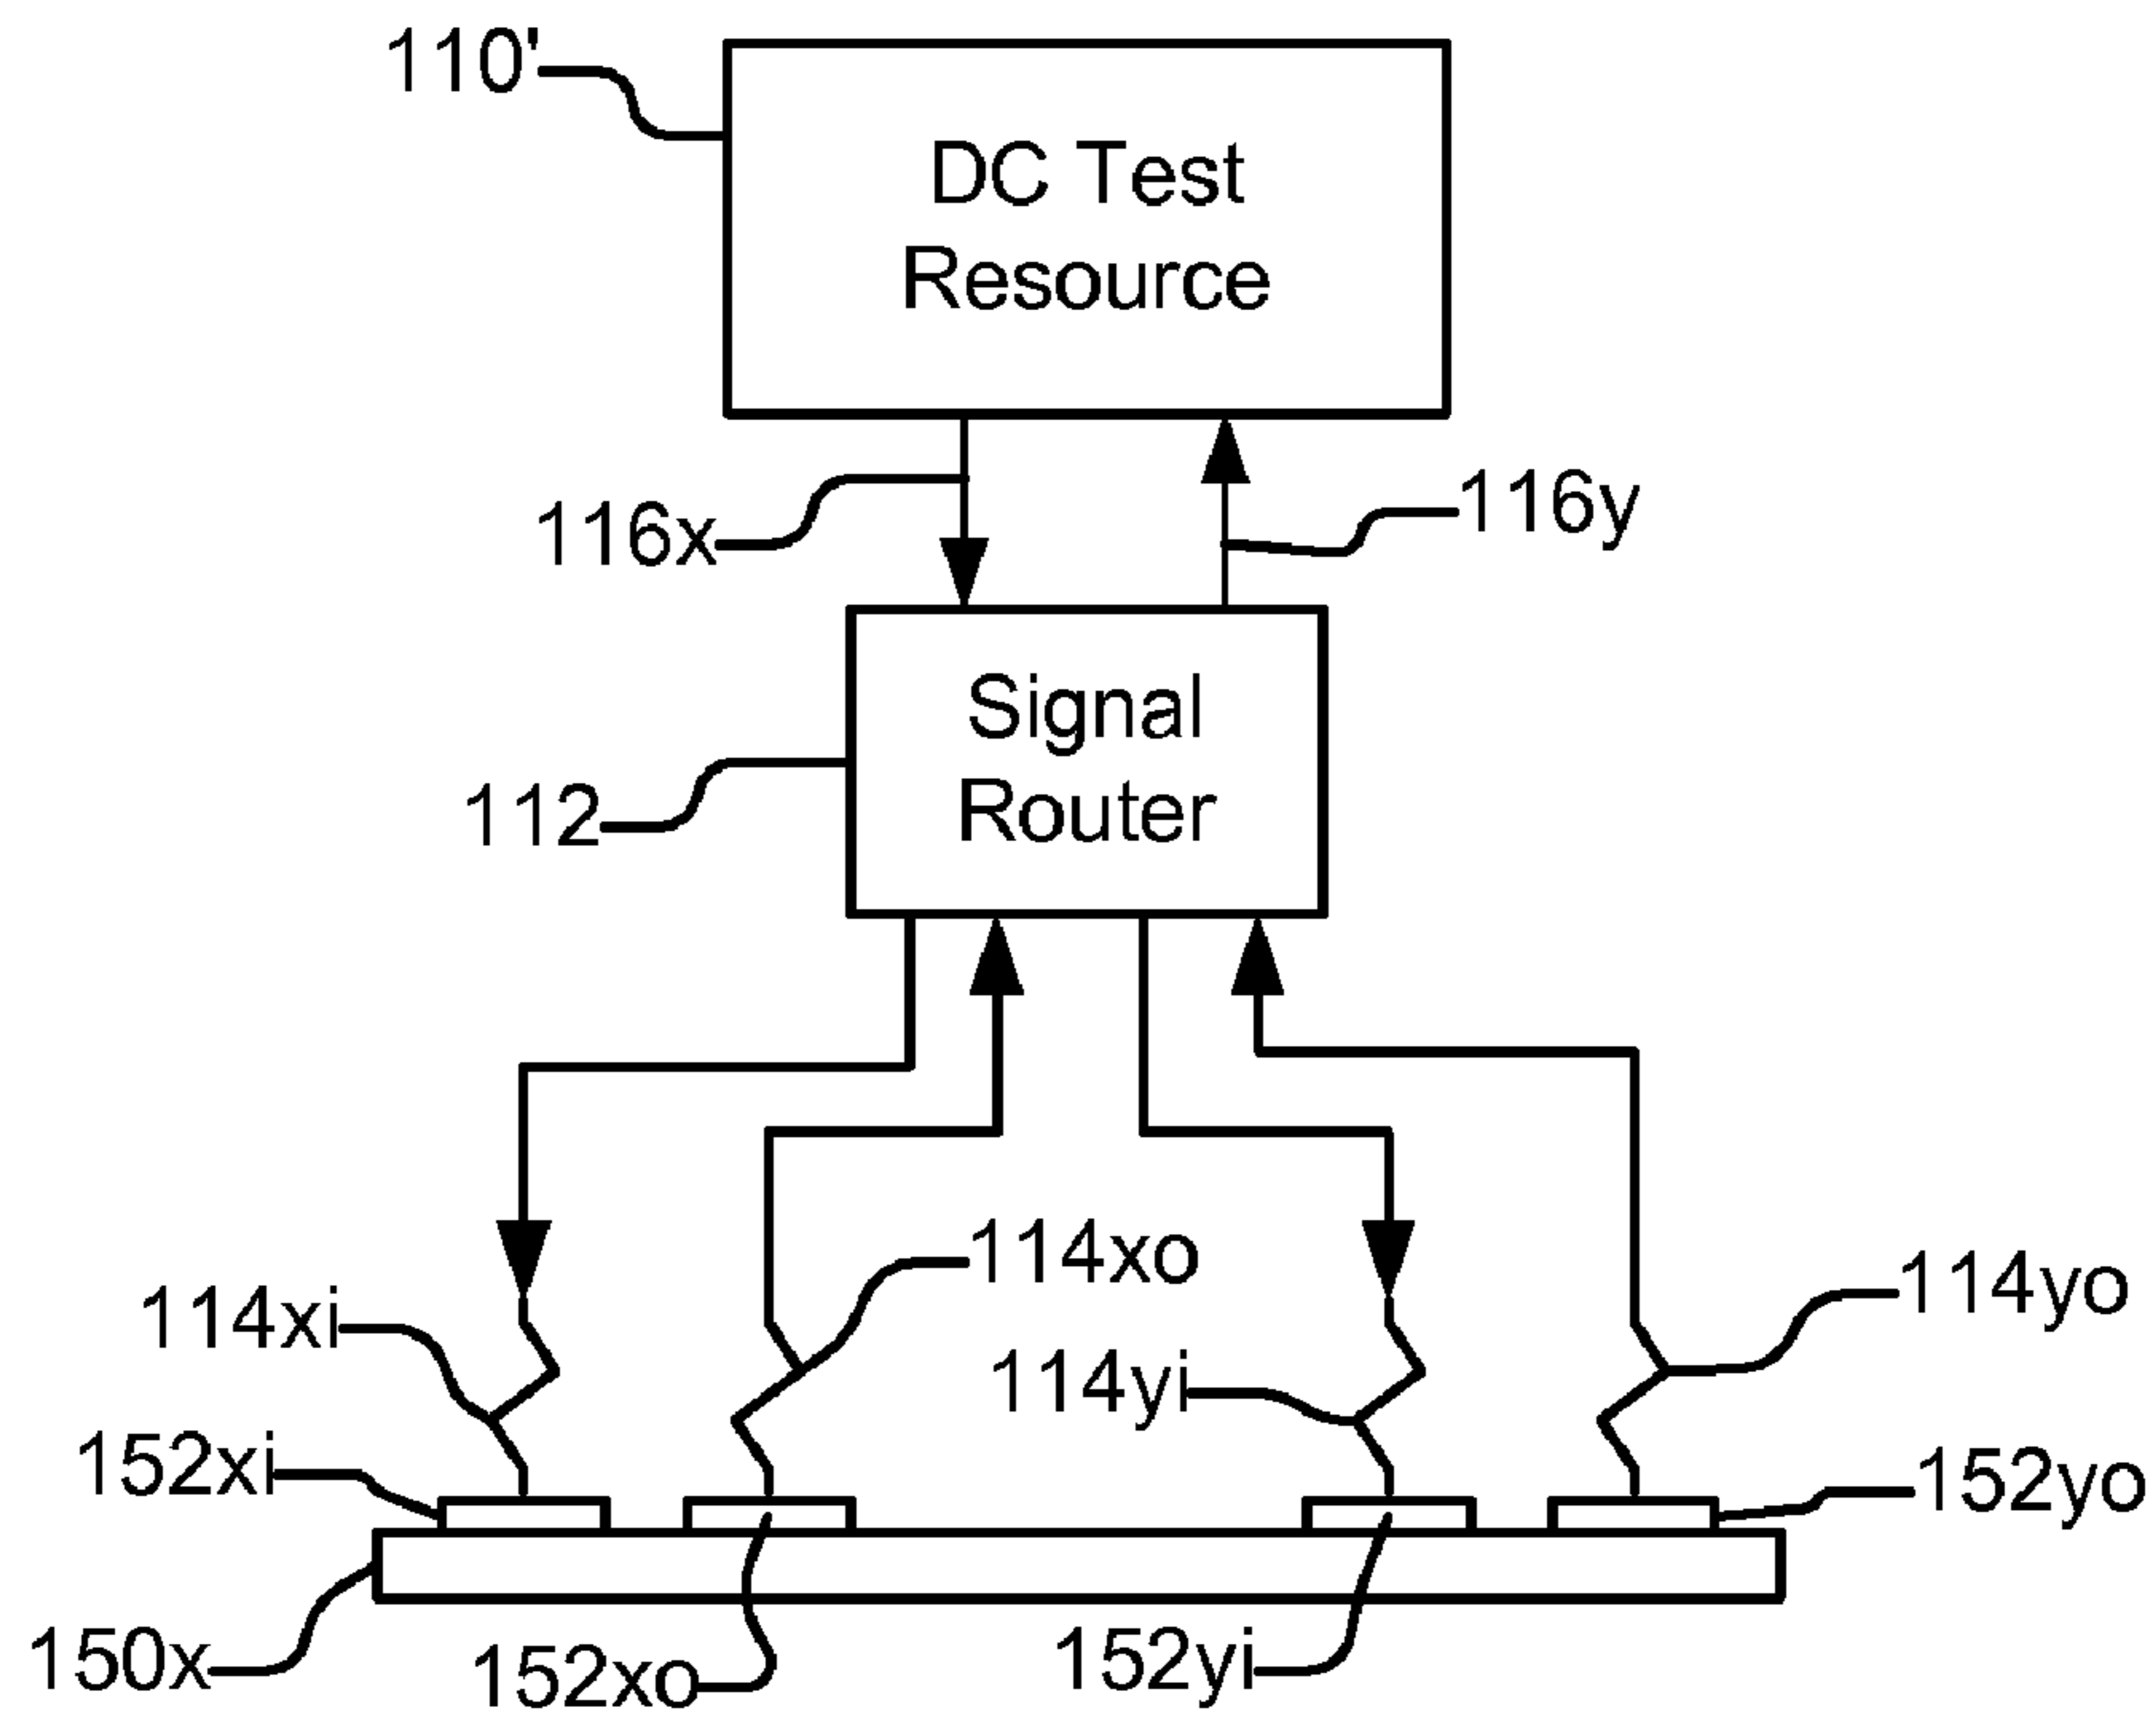 110'
DC Test
Resource
116x
116y
Signal
Router
112
114xo
114xi
114yo
114yi
152xi
152yo
150x
152xo
152yi